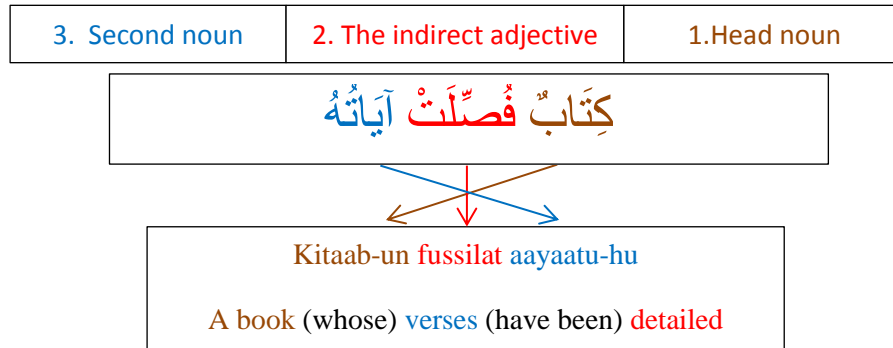 3. Second noun 2. The indirect adjective 1.Head noun
كِتَابٌ فُصِّلَتْ آيَاتُهُ
Kitaab-un fussilat aayaatu-hu
A book (whose) verses (have been) detailed